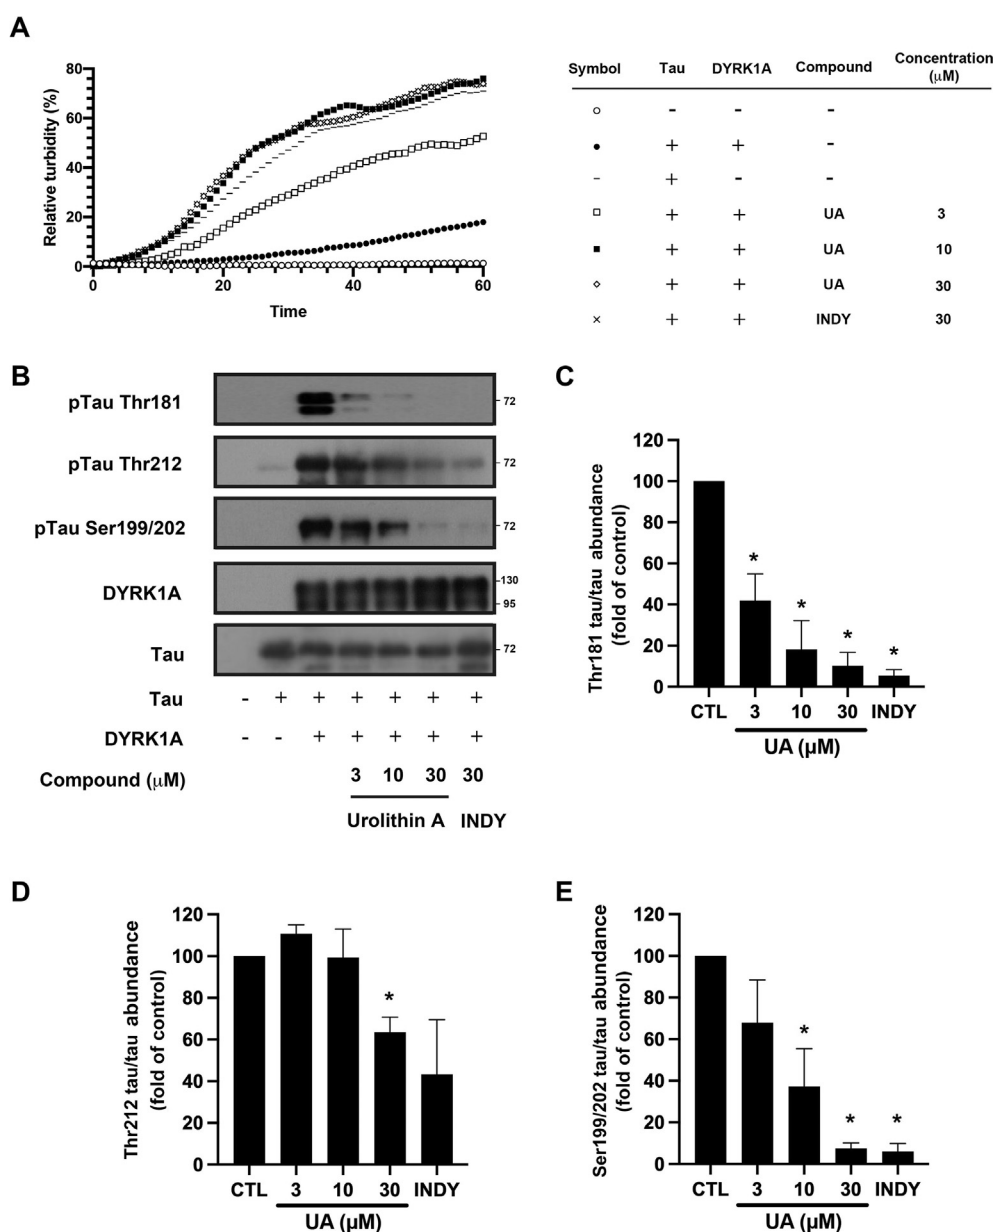 A
Relative turbidity (%)
80
60
40
20
0
0 20 40 60
Time
Symbol Tau DYRK1A Compound Concentration (μM)
- - -
+ + -
+ - -
+ + UA 3
+ + UA 10
+ + UA 30
+ + INDY 30
B
pTau Thr181 72
pTau Thr212 72
pTau Ser199/202 72
DYRK1A 130
95
Tau 72
Tau - + + + + + +
DYRK1A - - + + + + +
Compound (μM) 3 10 30 30
Urolithin A INDY
C
Thr181 tau/tau abundance
(fold of control)
120
100
80
60
40
20
0
* * * *
CTL 3 10 30 INDY
UA (μM)
D
Thr212 tau/tau abundance
(fold of control)
120
100
80
60
40
20
0
*
CTL 3 10 30 INDY
UA (μM)
E
Ser199/202 tau/tau abundance
(fold of control)
120
100
80
60
40
20
0
* * *
CTL 3 10 30 INDY
UA (μM)